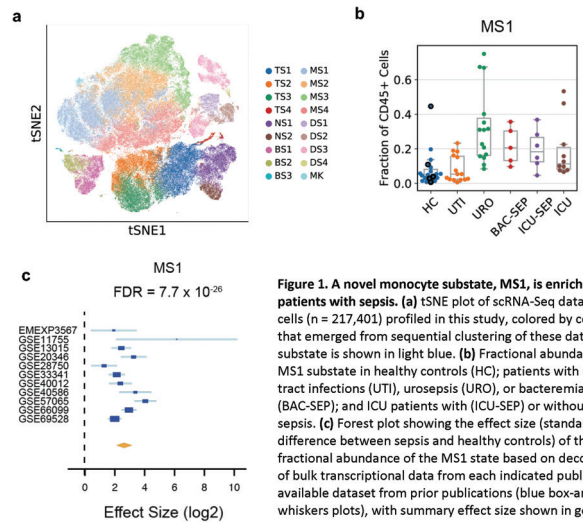 a
tSNE2
tSNE1
TS1 MS1
TS2 MS2
TS3 MS3
TS4 MS4
NS1 DS1
NS2 DS2
BS1 DS3
BS2 DS4
BS3 MK
b
MS1
Fraction of CD45+ Cells
0.6
0.4
0.2
0.0
HC
UTI
URO
BAC-SEP
ICU-SEP
ICU
c
MS1
FDR = 7.7 x 10-26
EMEXP3567
GSE11755
GSE13015
GSE20346
GSE28750
GSE33341
GSE40012
GSE40586
GSE57065
GSE66099
GSE69528
0 2 4 6 8 10
Effect Size (log2)
Figure 1. A novel monocyte substate, MS1, is enrich
patients with sepsis. (a) tSNE plot of scRNA-Seq data
cells (n = 217,401) profiled in this study, colored by ce
that emerged from sequential clustering of these dat
substate is shown in light blue. (b) Fractional abunda
MS1 substate in healthy controls (HC); patients with
tract infections (UTI), urosepsis (URO), or bacteremia
(BAC-SEP); and ICU patients with (ICU-SEP) or withou
sepsis. (c) Forest plot showing the effect size (standa
difference between sepsis and healthy controls) of th
fractional abundance of the MS1 state based on deco
of bulk transcriptional data from each indicated publ
available dataset from prior publications (blue box-an
whiskers plots), with summary effect size shown in go